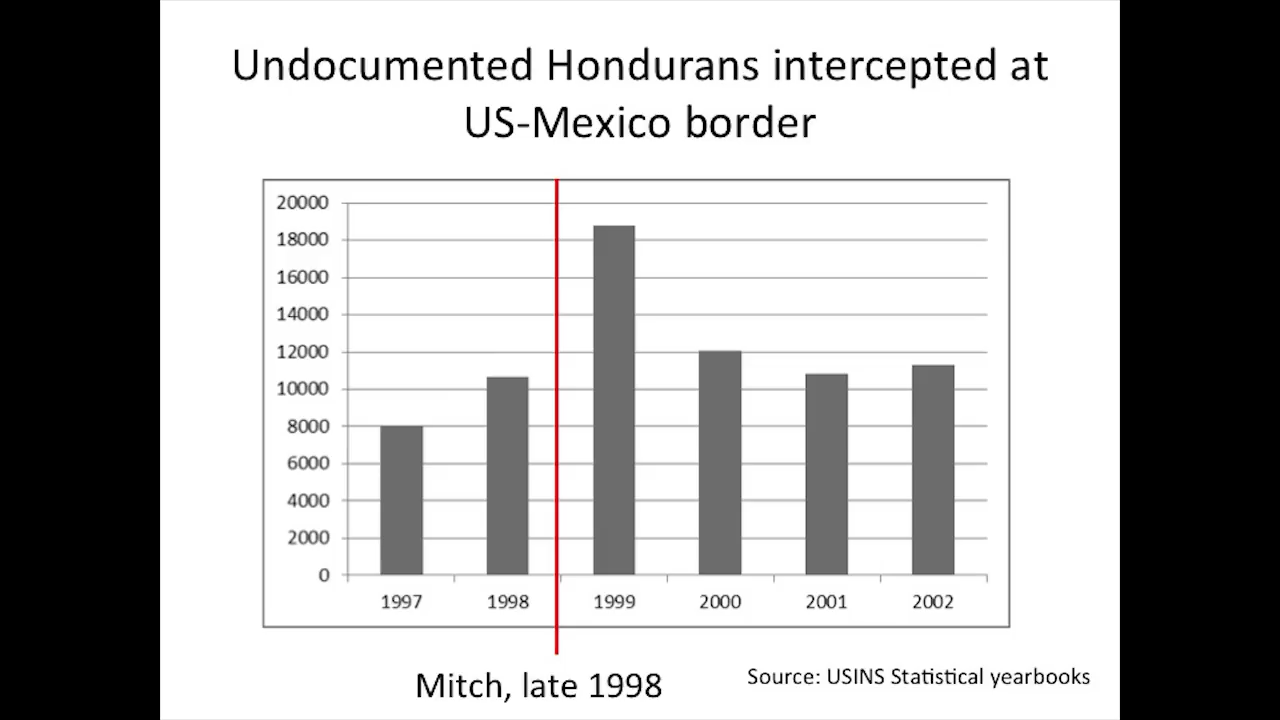 Undocumented Hondurans intercepted at
US-Mexico border
20000
18000
16000
14000
12000
10000
8000
6000
4000
2000
0
1997 1998 1999 2000 2001 2002
Mitch, late 1998
Source: USINS Statistical yearbooks